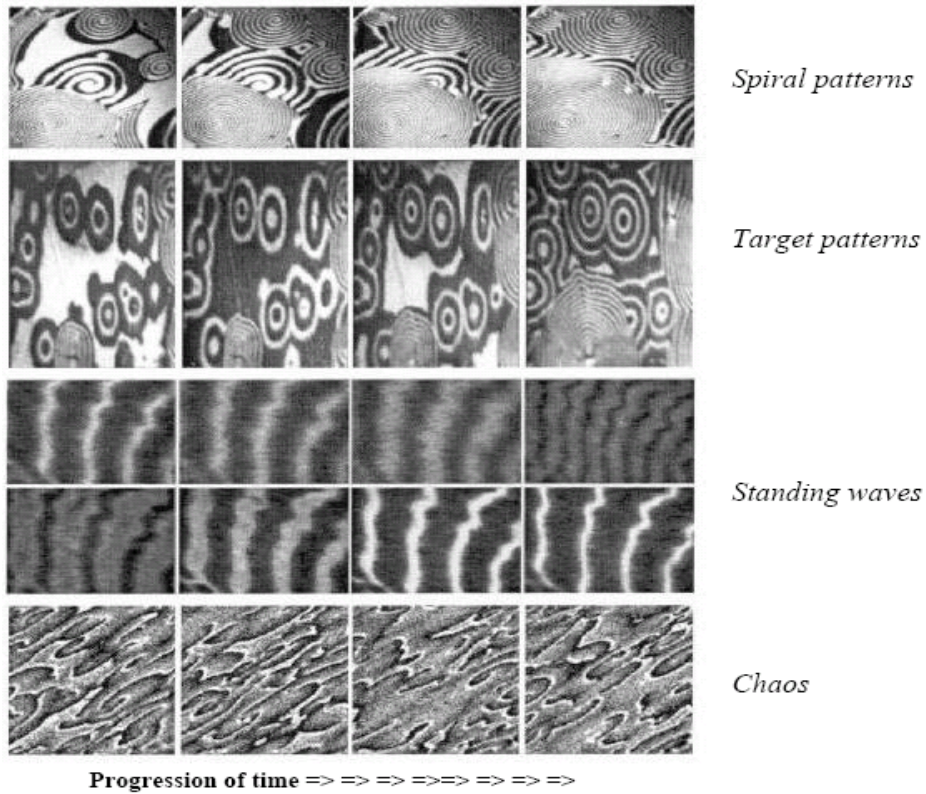 Spiral patterns
Target patterns
Standing waves
Chaos
Progression of time => => => =>=> => => =>